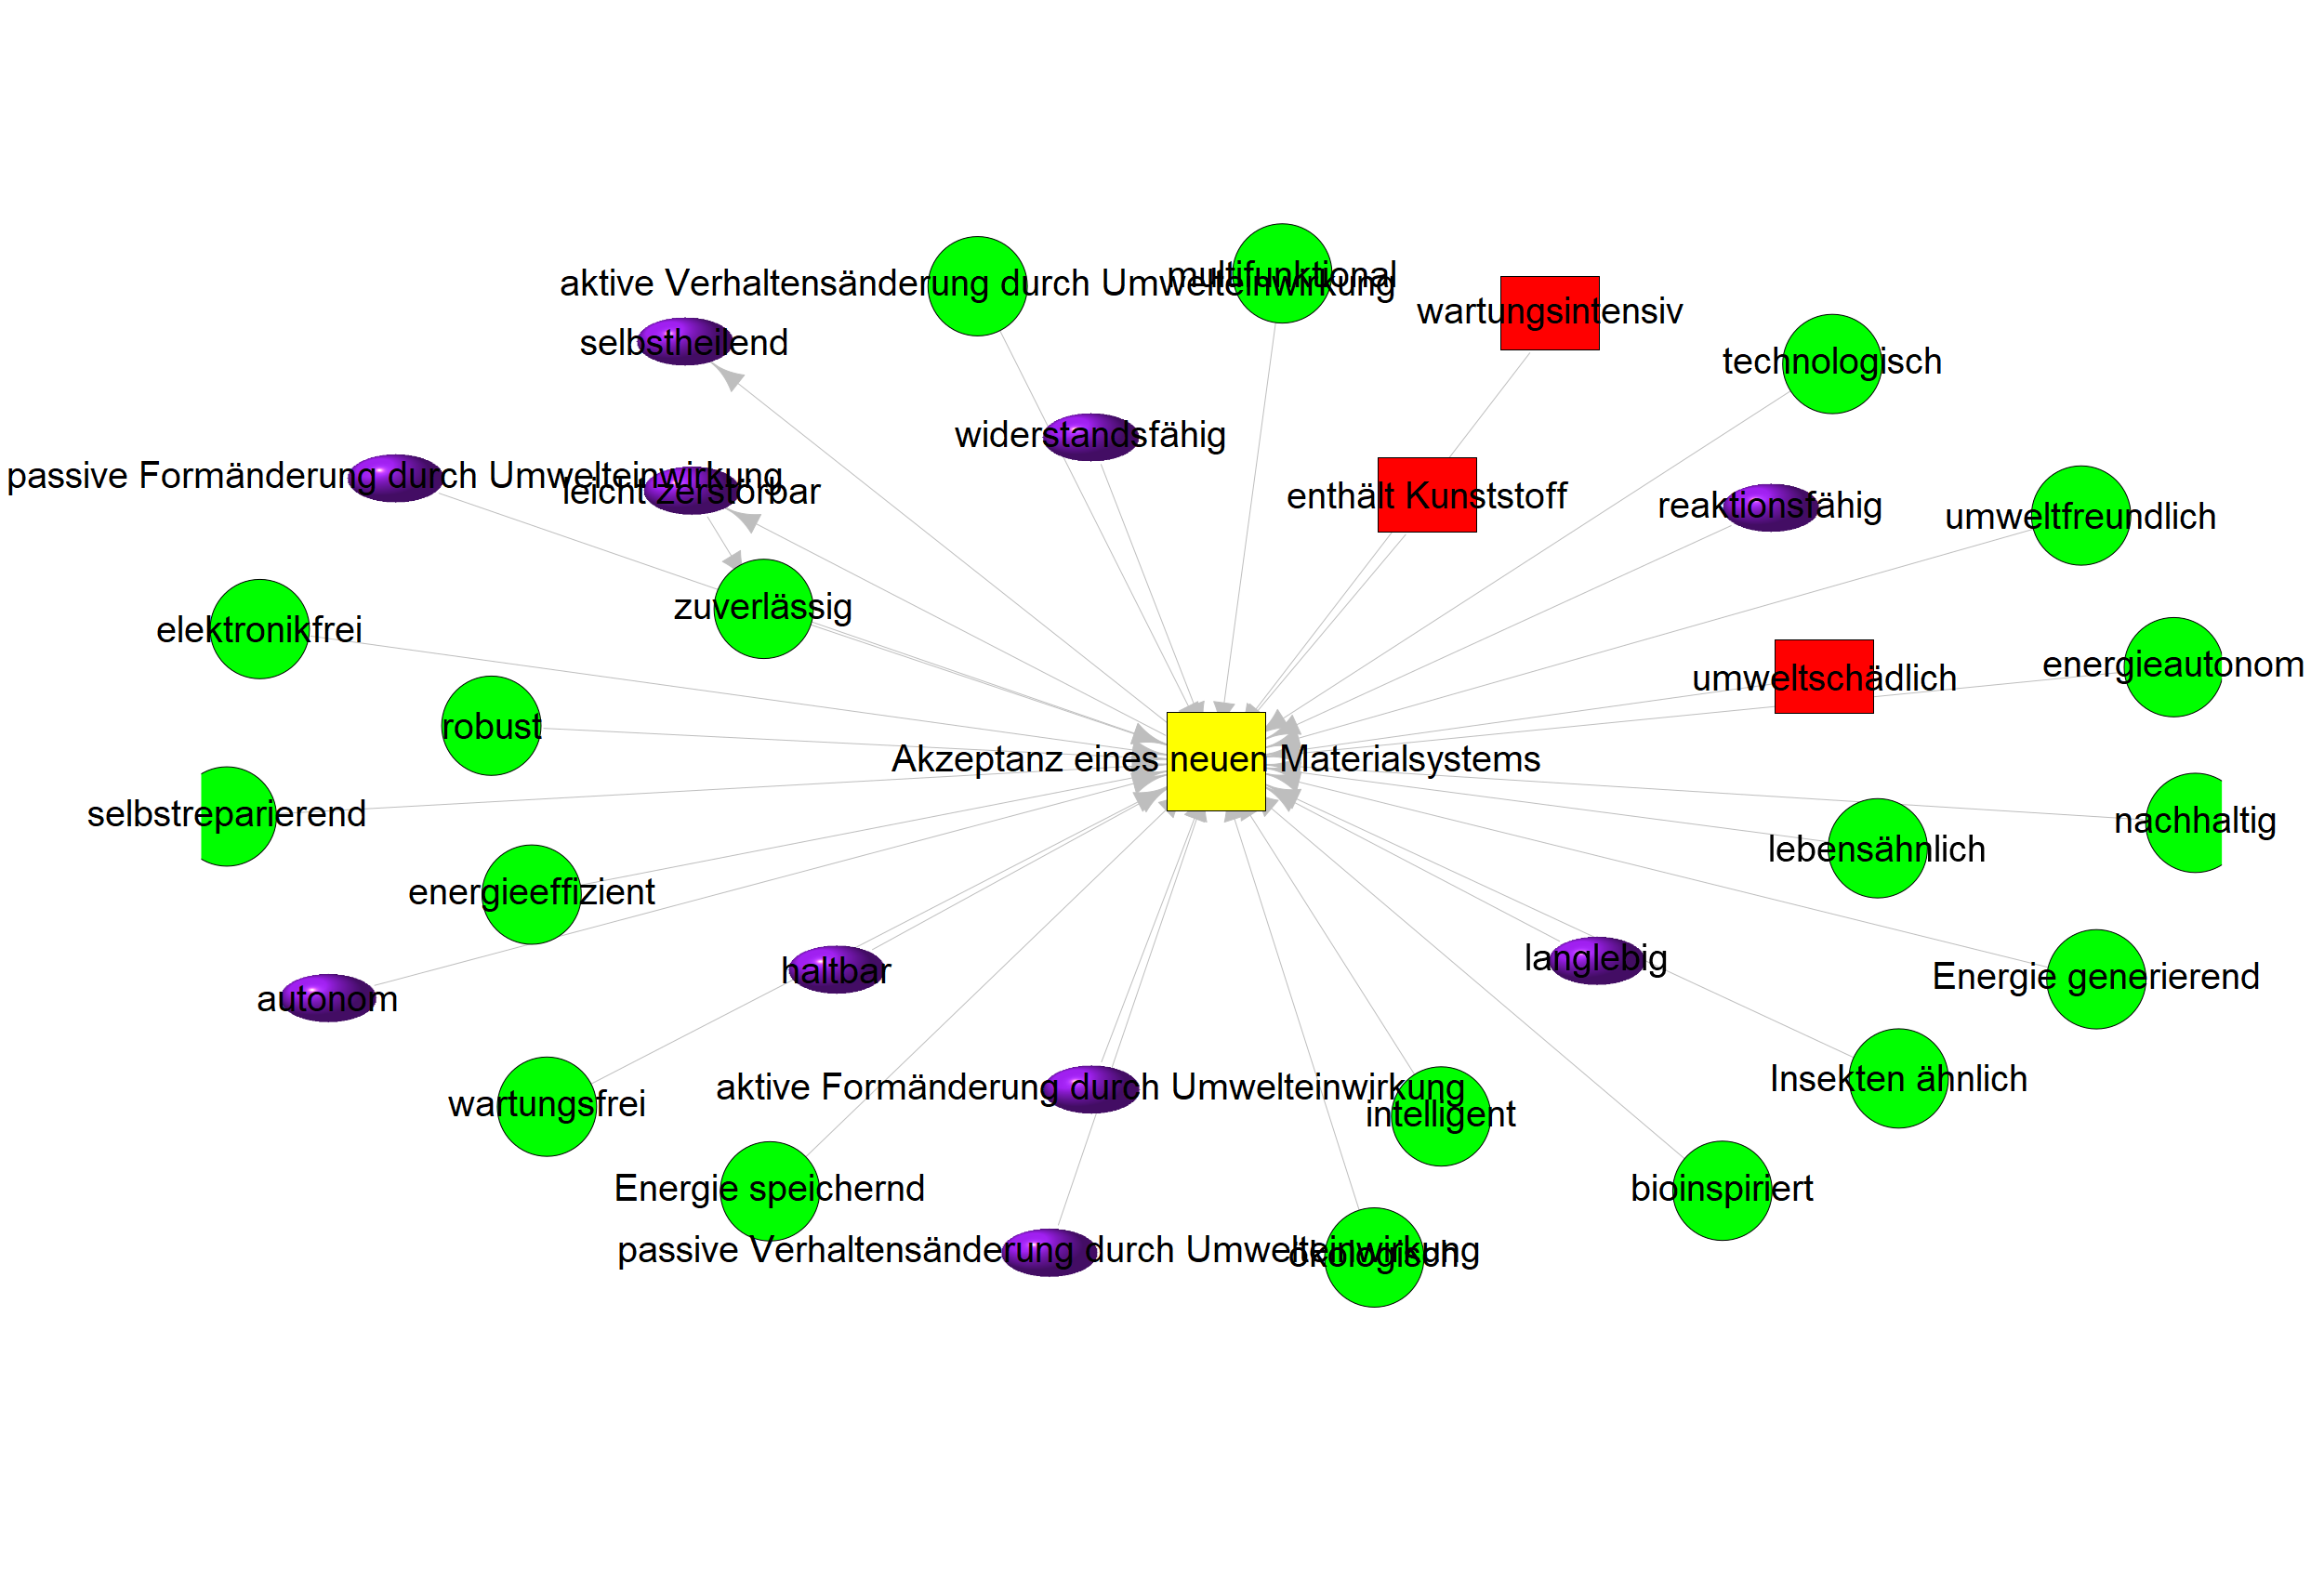 multifunktional
aktive Verhaltensänderung durch Umwelteinwirkung
wartungsintensiv
selbstheilend
technologisch
widerstandsfähig
passive Formänderung durch Umwelteinwirkung
leicht zerstörbar
enthält Kunststoff
reaktionsfähig
umweltfreundlich
zuverlässig
elektronikfrei
energieautonom
umweltschädlich
robust
Akzeptanz eines neuen Materialsystems
selbstreparierend
nachhaltig
lebensähnlich
energieeffizient
langlebig
haltbar
Energie generierend
autonom
Insekten ähnlich
aktive Formänderung durch Umwelteinwirkung
wartungsfrei
intelligent
Energie speichernd
bioinspiriert
passive Verhaltensänderung durch Umwelteinwirkung
ökologisch